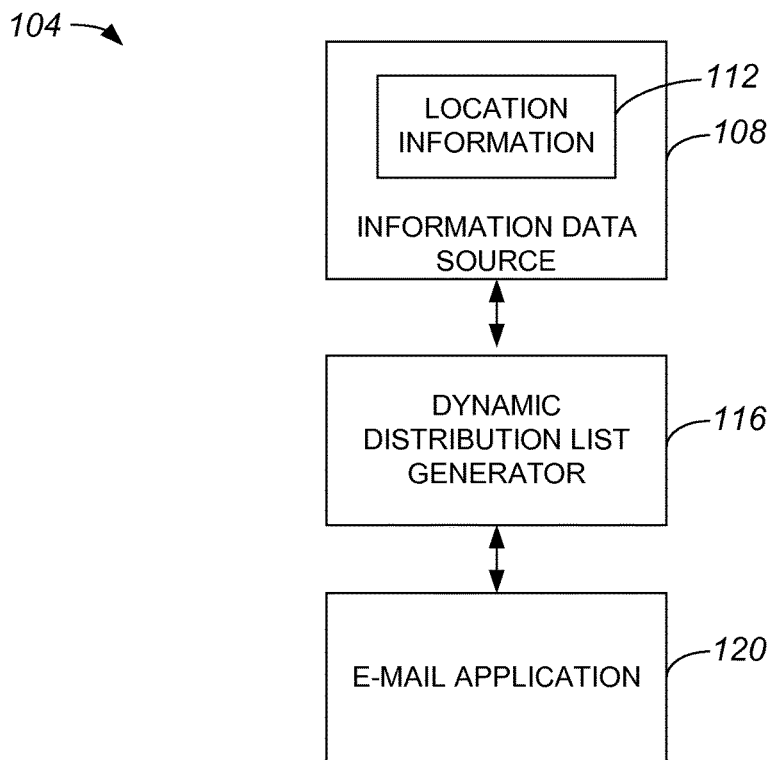 104
112
LOCATION
INFORMATION
108
INFORMATION DATA
SOURCE
DYNAMIC
DISTRIBUTION LIST
GENERATOR
116
E-MAIL APPLICATION
120